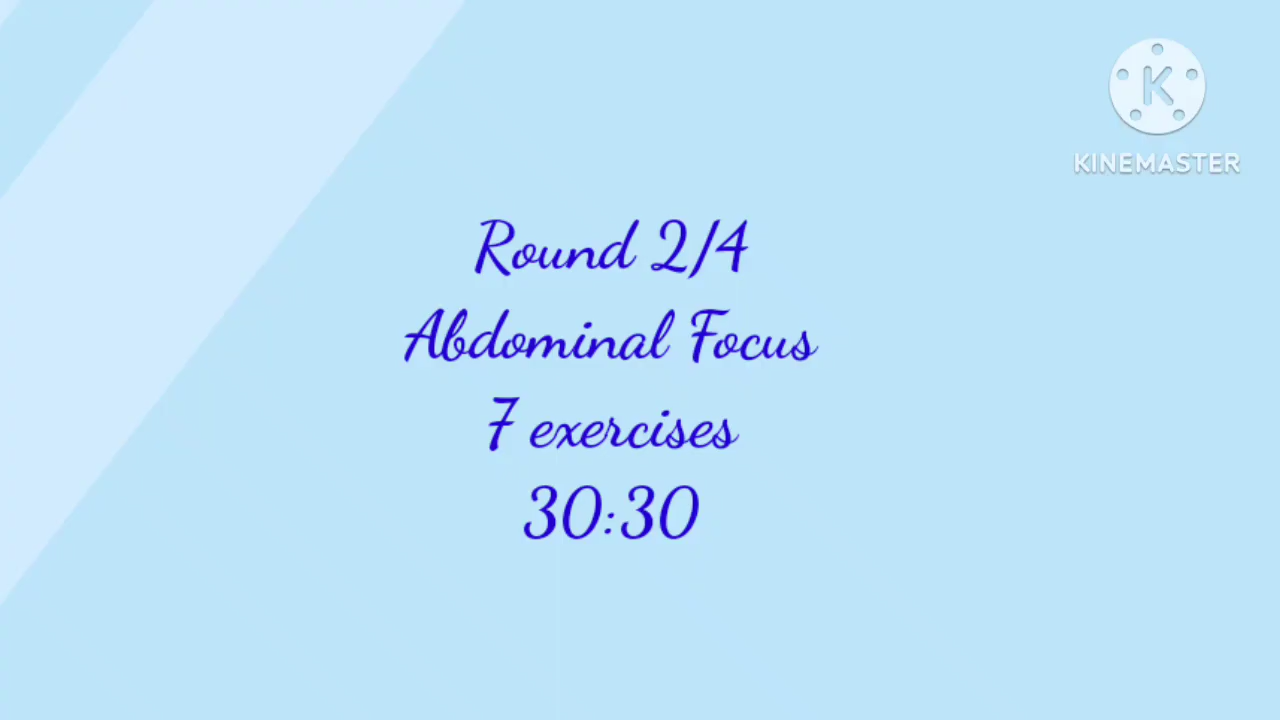 K
KINEMASTER
Round 2/4
Abdominal Focus
7 exercises
30:30